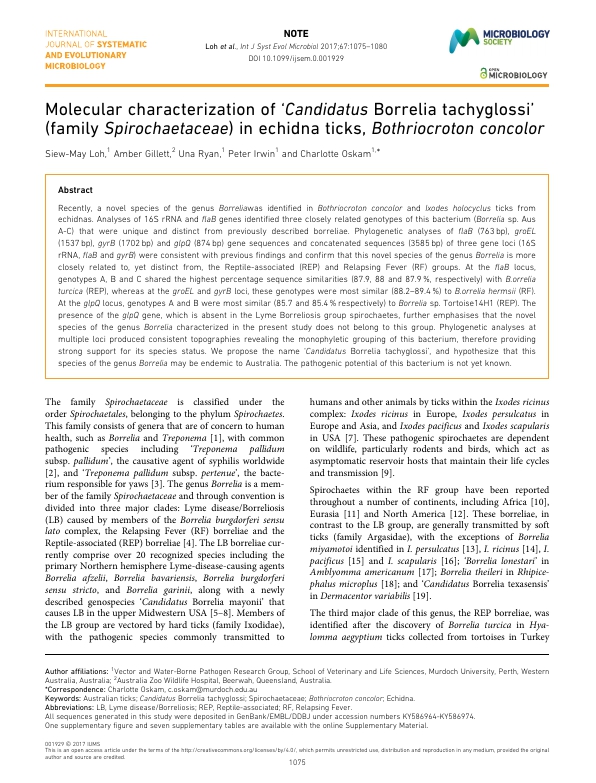 INTERNATIONAL
JOURNAL OF SYSTEMATIC
AND EVOLUTIONARY
MICROBIOLOGY
NOTE
Loh et al., Int J Syst Evol Microbiol 2017;67:1075–1080
DOI 10.1099/ijsem.0.001929
MICROBIOLOGY
SOCIETY
OPEN
MICROBIOLOGY
Molecular characterization of ‘Candidatus Borrelia tachyglossi’
(family Spirochaetaceae) in echidna ticks, Bothriocroton concolor
Siew-May Loh,1 Amber Gillett,2 Una Ryan,1 Peter Irwin1 and Charlotte Oskam1,*
Abstract
Recently, a novel species of the genus Borreliawas identified in Bothriocroton concolor and Ixodes holocyclus ticks from
echidnas. Analyses of 16S rRNA and flaB genes identified three closely related genotypes of this bacterium (Borrelia sp. Aus
A-C) that were unique and distinct from previously described borreliae. Phylogenetic analyses of flaB (763 bp), groEL
(1537 bp), gyrB (1702 bp) and glpQ (874 bp) gene sequences and concatenated sequences (3585 bp) of three gene loci (16S
rRNA, flaB and gyrB) were consistent with previous findings and confirm that this novel species of the genus Borrelia is more
closely related to, yet distinct from, the Reptile-associated (REP) and Relapsing Fever (RF) groups. At the flaB locus,
genotypes A, B and C shared the highest percentage sequence similarities (87.9, 88 and 87.9 %, respectively) with B.orrelia
turcica (REP), whereas at the groEL and gyrB loci, these genotypes were most similar (88.2–89.4 %) to B.orrelia hermsii (RF).
At the glpQ locus, genotypes A and B were most similar (85.7 and 85.4 % respectively) to Borrelia sp. Tortoise14H1 (REP). The
presence of the glpQ gene, which is absent in the Lyme Borreliosis group spirochaetes, further emphasises that the novel
species of the genus Borrelia characterized in the present study does not belong to this group. Phylogenetic analyses at
multiple loci produced consistent topographies revealing the monophyletic grouping of this bacterium, therefore providing
strong support for its species status. We propose the name ‘Candidatus Borrelia tachyglossi’, and hypothesize that this
species of the genus Borrelia may be endemic to Australia. The pathogenic potential of this bacterium is not yet known.
The family Spirochaetaceae is classified under the
order Spirochaetales, belonging to the phylum Spirochaetes.
This family consists of genera that are of concern to human
health, such as Borrelia and Treponema [1], with common
pathogenic species including ‘Treponema pallidum
subsp. pallidum’, the causative agent of syphilis worldwide
[2], and ‘Treponema pallidum subsp. pertenue’, the bacte-
rium responsible for yaws [3]. The genus Borrelia is a mem-
ber of the family Spirochaetaceae and through convention is
divided into three major clades: Lyme disease/Borreliosis
(LB) caused by members of the Borrelia burgdorferi sensu
lato complex, the Relapsing Fever (RF) borreliae and the
Reptile-associated (REP) borreliae [4]. The LB borreliae cur-
rently comprise over 20 recognized species including the
primary Northern hemisphere Lyme-disease-causing agents
Borrelia afzelii, Borrelia bavariensis, Borrelia burgdorferi
sensu stricto, and Borrelia garinii, along with a newly
described genospecies ‘Candidatus Borrelia mayonii’ that
causes LB in the upper Midwestern USA [5–8]. Members of
the LB group are vectored by hard ticks (family Ixodidae),
with the pathogenic species commonly transmitted to
humans and other animals by ticks within the Ixodes ricinus
complex: Ixodes ricinus in Europe, Ixodes persulcatus in
Europe and Asia, and Ixodes pacificus and Ixodes scapularis
in USA [7]. These pathogenic spirochaetes are dependent
on wildlife, particularly rodents and birds, which act as
asymptomatic reservoir hosts that maintain their life cycles
and transmission [9].
Spirochaetes within the RF group have been reported
throughout a number of continents, including Africa [10],
Eurasia [11] and North America [12]. These borreliae, in
contrast to the LB group, are generally transmitted by soft
ticks (family Argasidae), with the exceptions of Borrelia
miyamotoi identified in I. persulcatus [13], I. ricinus [14], I.
pacificus [15] and I. scapularis [16]; ‘Borrelia lonestari’ in
Amblyomma americanum [17]; Borrelia theileri in Rhipice-
phalus microplus [18]; and ‘Candidatus Borrelia texasensis’
in Dermacentor variabilis [19].
The third major clade of this genus, the REP borreliae, was
identified after the discovery of Borrelia turcica in Hya-
lomma aegyptium ticks collected from tortoises in Turkey
Author affiliations: 1Vector and Water-Borne Pathogen Research Group, School of Veterinary and Life Sciences, Murdoch University, Perth, Western
Australia, Australia; 2Australia Zoo Wildlife Hospital, Beerwah, Queensland, Australia.
*Correspondence: Charlotte Oskam, c.oskam@murdoch.edu.au
Keywords: Australian ticks; Candidatus Borrelia tachyglossi; Spirochaetaceae; Bothriocroton concolor; Echidna.
Abbreviations: LB, Lyme disease/Borreliosis; REP, Reptile-associated; RF, Relapsing Fever.
All sequences generated in this study were deposited in GenBank/EMBL/DDBJ under accession numbers KY586964-KY586974.
One supplementary figure and seven supplementary tables are available with the online Supplementary Material.
001929 © 2017 IUMS
This is an open access article under the terms of the http://creativecommons.org/licenses/by/4.0/, which permits unrestricted use, distribution and reproduction in any medium, provided the original
author and source are credited.
1075